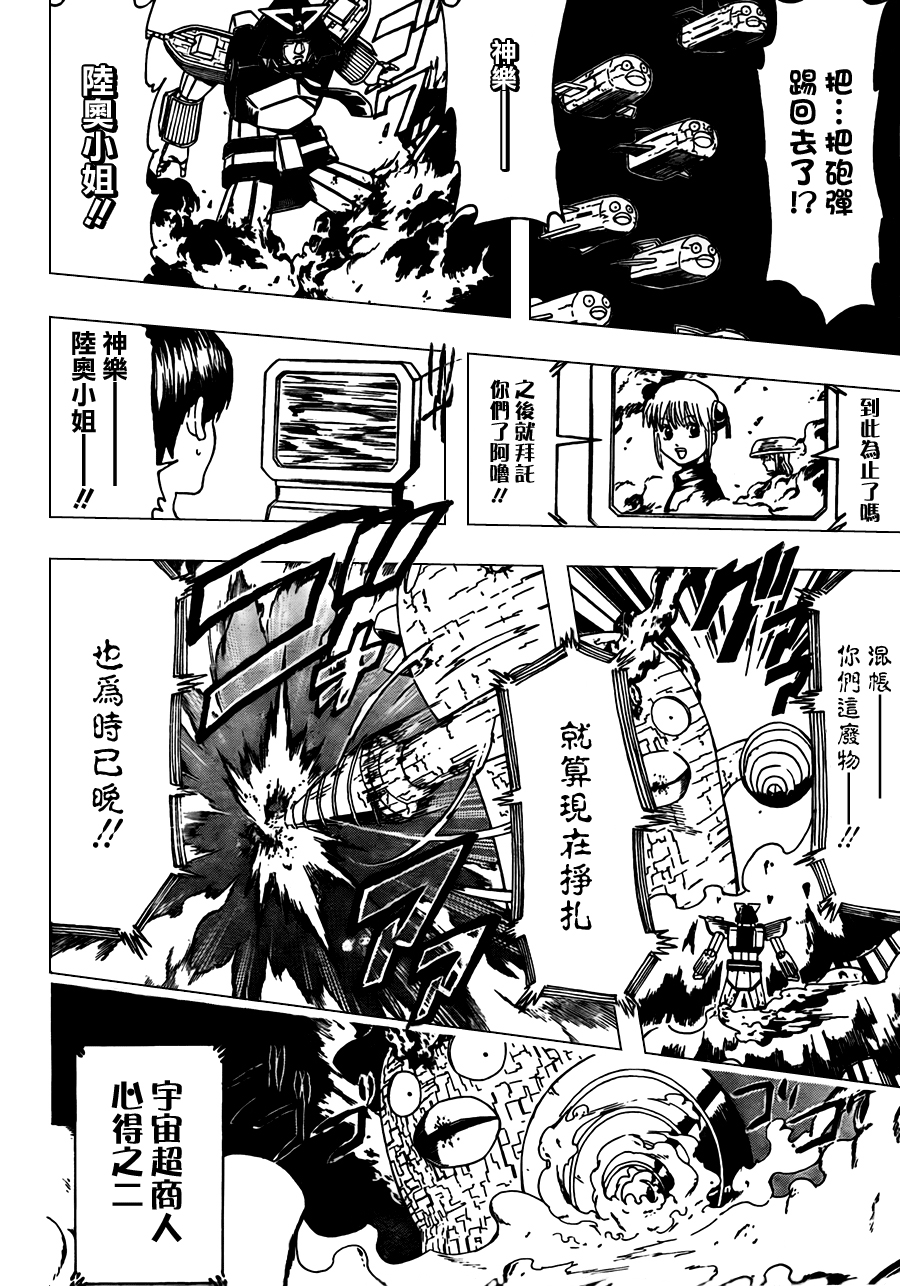 把…把砲彈
踢回去了!?
神樂——
陸奧小姐!!
到此為止了嗎
之後就拜託
你們了阿嚕!!
神樂——
陸奧小姐——!!
混帳——
你們這廢物——!!
就算現在掙扎
也為時已晚!!
宇宙超商人
心得之二